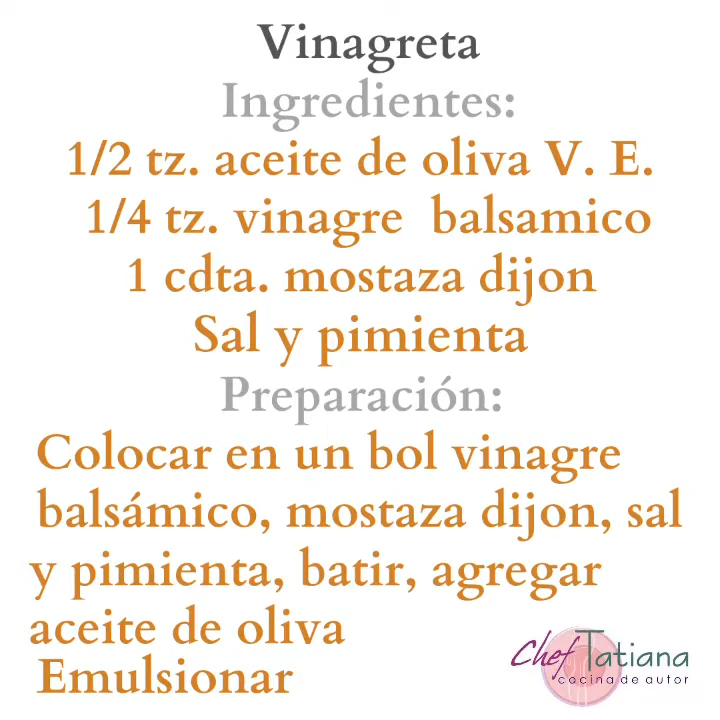 Vinagreta
Ingredientes:
1/2 tz. aceite de oliva V. E.
1/4 tz. vinagre balsamico
1 cdta. mostaza dijon
Sal y pimienta
Preparación:
Colocar en un bol vinagre
balsámico, mostaza dijon, sal
y pimienta, batir, agregar
aceite de oliva
Emulsionar
Chef Tatiana
cocina de autor